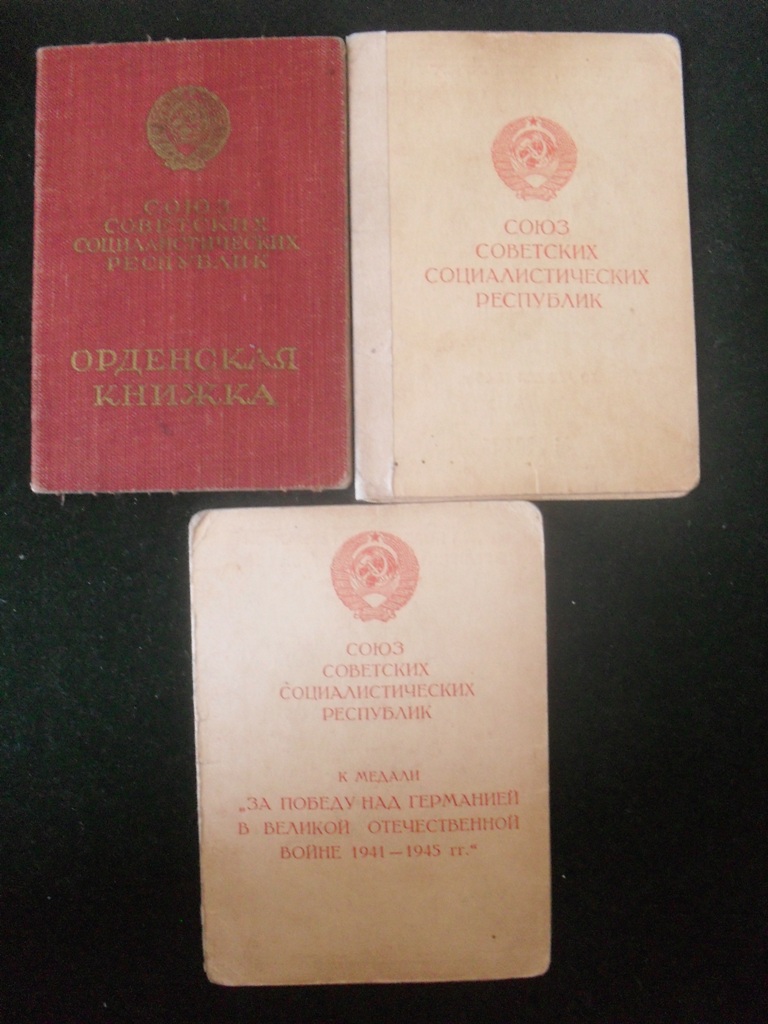 СОЮЗ
СОВЕТСКИХ
СОЦИАЛИСТИЧЕСКИХ
РЕСПУБЛИК
ОРДЕНСКАЯ
КНИЖКА
СОЮЗ
СОВЕТСКИХ
СОЦИАЛИСТИЧЕСКИХ
РЕСПУБЛИК
СОЮЗ
СОВЕТСКИХ
СОЦИАЛИСТИЧЕСКИХ
РЕСПУБЛИК
К МЕДАЛИ
„ЗА ПОБЕДУ НАД ГЕРМАНИЕЙ
В ВЕЛИКОЙ ОТЕЧЕСТВЕННОЙ
ВОЙНЕ 1941—1945 гг.“